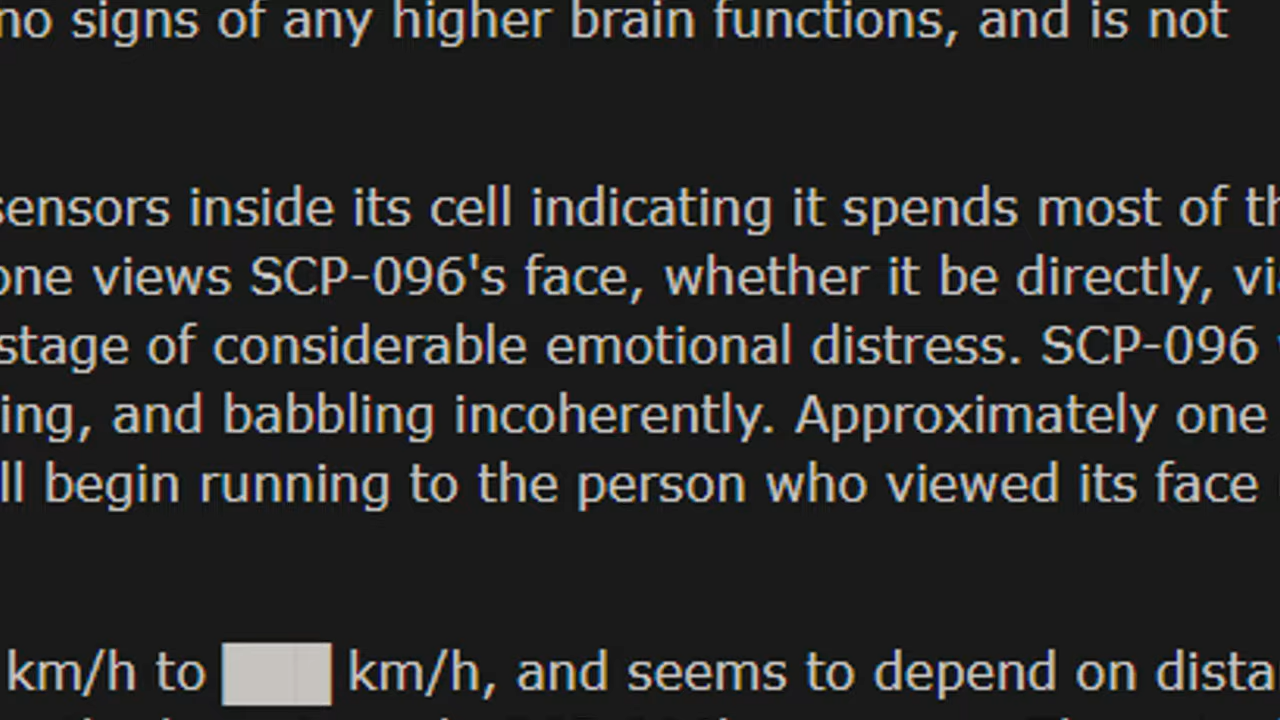 no signs of any higher brain functions, and is not
sensors inside its cell indicating it spends most of
one views SCP-096's face, whether it be directly,
stage of considerable emotional distress. SCP-096
ing, and babbling incoherently. Approximately one
ll begin running to the person who viewed its face
km/h to ███ km/h, and seems to depend on dista